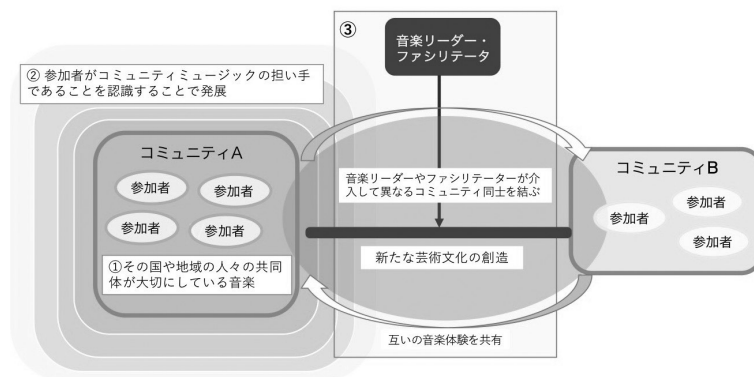 ③
音楽リーダー・
ファシリテータ
② 参加者がコミュニティミュージックの担い手
であることを認識することで発展
コミュニティA
参加者
参加者
参加者
参加者
①その国や地域の人々の共同
体が大切にしている音楽
音楽リーダーやファシリテーターが介
入して異なるコミュニティ同士を結ぶ
新たな芸術文化の創造
互いの音楽体験を共有
コミュニティB
参加者
参加者
参加者